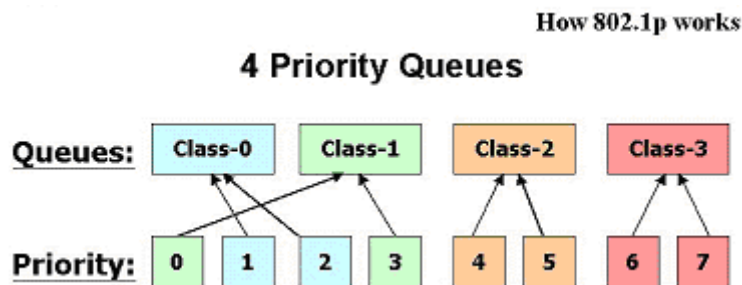 How 802.1p works
4 Priority Queues
Queues: Class-0 Class-1 Class-2 Class-3
Priority: 0 1 2 3 4 5 6 7